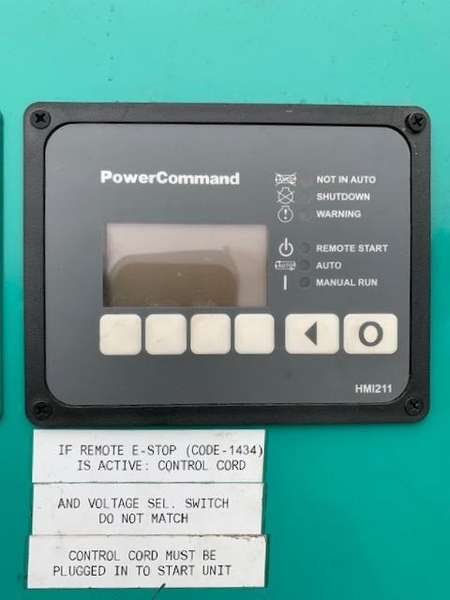 PowerCommand
NOT IN AUTO
SHUTDOWN
WARNING
REMOTE START
AUTO
AUTO
MANUAL RUN
HMI211
IF REMOTE E-STOP (CODE-1434)
IS ACTIVE: CONTROL CORD
AND VOLTAGE SEL. SWITCH
DO NOT MATCH
CONTROL CORD MUST BE
PLUGGED IN TO START UNIT